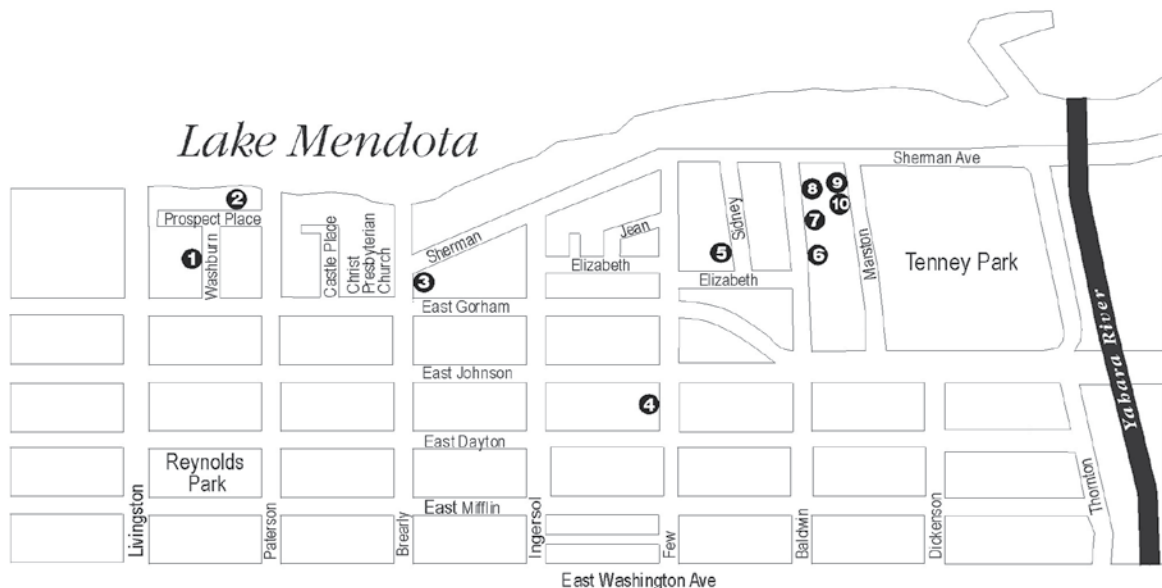 Lake Mendota
Sherman Ave
2
Prospect Place
1
Washburn
Castle Place
Christ
Presbyterian
Church
3
Sherman
Jean
Elizabeth
5
Sidney
Elizabeth
8
9
10
7
6
Marston
Tenney Park
East Gorham
East Johnson
4
East Dayton
Reynolds
Park
East Mifflin
Livingston
Paterson
Brearly
Ingersol
Few
Baldwin
Dickenson
Thornton
Yahara River
East Washington Ave